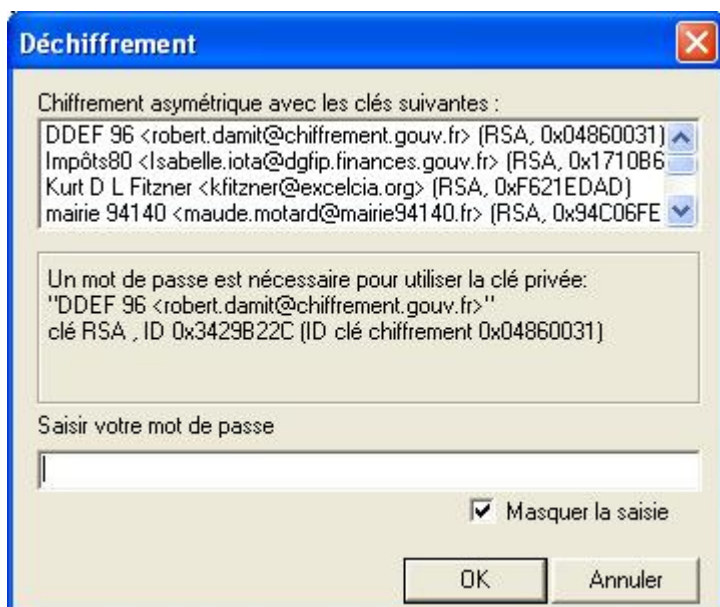 Déchiffrement
Chiffrement asymétrique avec les clés suivantes :
DDEF 96 <robert.damit@chiffrement.gouv.fr> (RSA, 0x04860031)
Impôts80 <Isabelle.iota@dgfip.finances.gouv.fr> (RSA, 0x1710B6
Kurt D L Fitzner <kfitzner@excelcia.org> (RSA, 0xF621EDAD)
mairie 94140 <maude.motard@mairie94140.fr> (RSA, 0x94C06FE
Un mot de passe est nécessaire pour utiliser la clé privée:
"DDEF 96 <robert.damit@chiffrement.gouv.fr>"
clé RSA , ID 0x3429B22C (ID clé chiffrement 0x04860031)
Saisir votre mot de passe
Masquer la saisie
OK Annuler